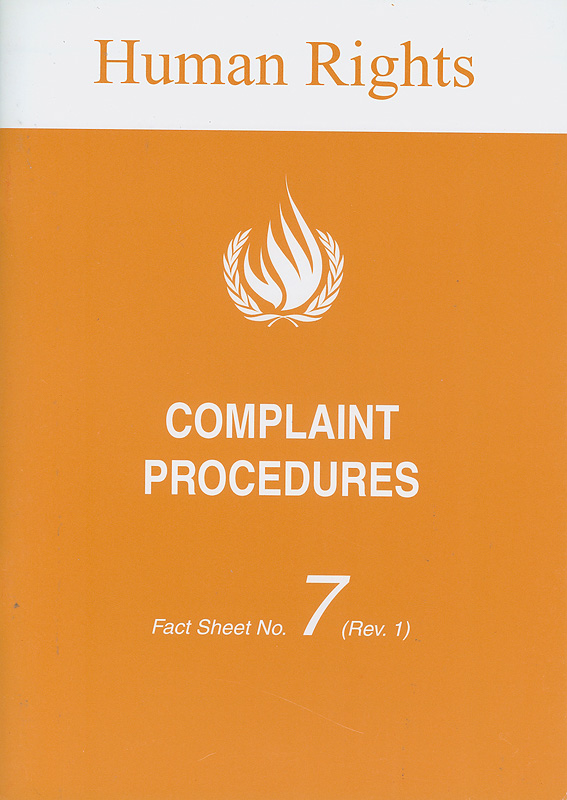 Human Rights
COMPLAINT
PROCEDURES
Fact Sheet No. 7 (Rev. 1)